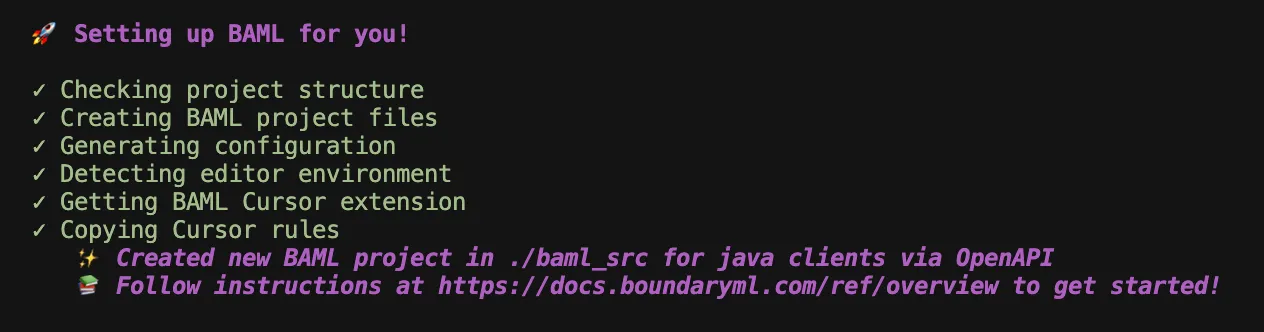 🚀 Setting up BAML for you!
✓ Checking project structure
✓ Creating BAML project files
✓ Generating configuration
✓ Detecting editor environment
✓ Getting BAML Cursor extension
✓ Copying Cursor rules
✨ Created new BAML project in ./baml_src for java clients via OpenAPI
📚 Follow instructions at https://docs.boundaryml.com/ref/overview to get started!